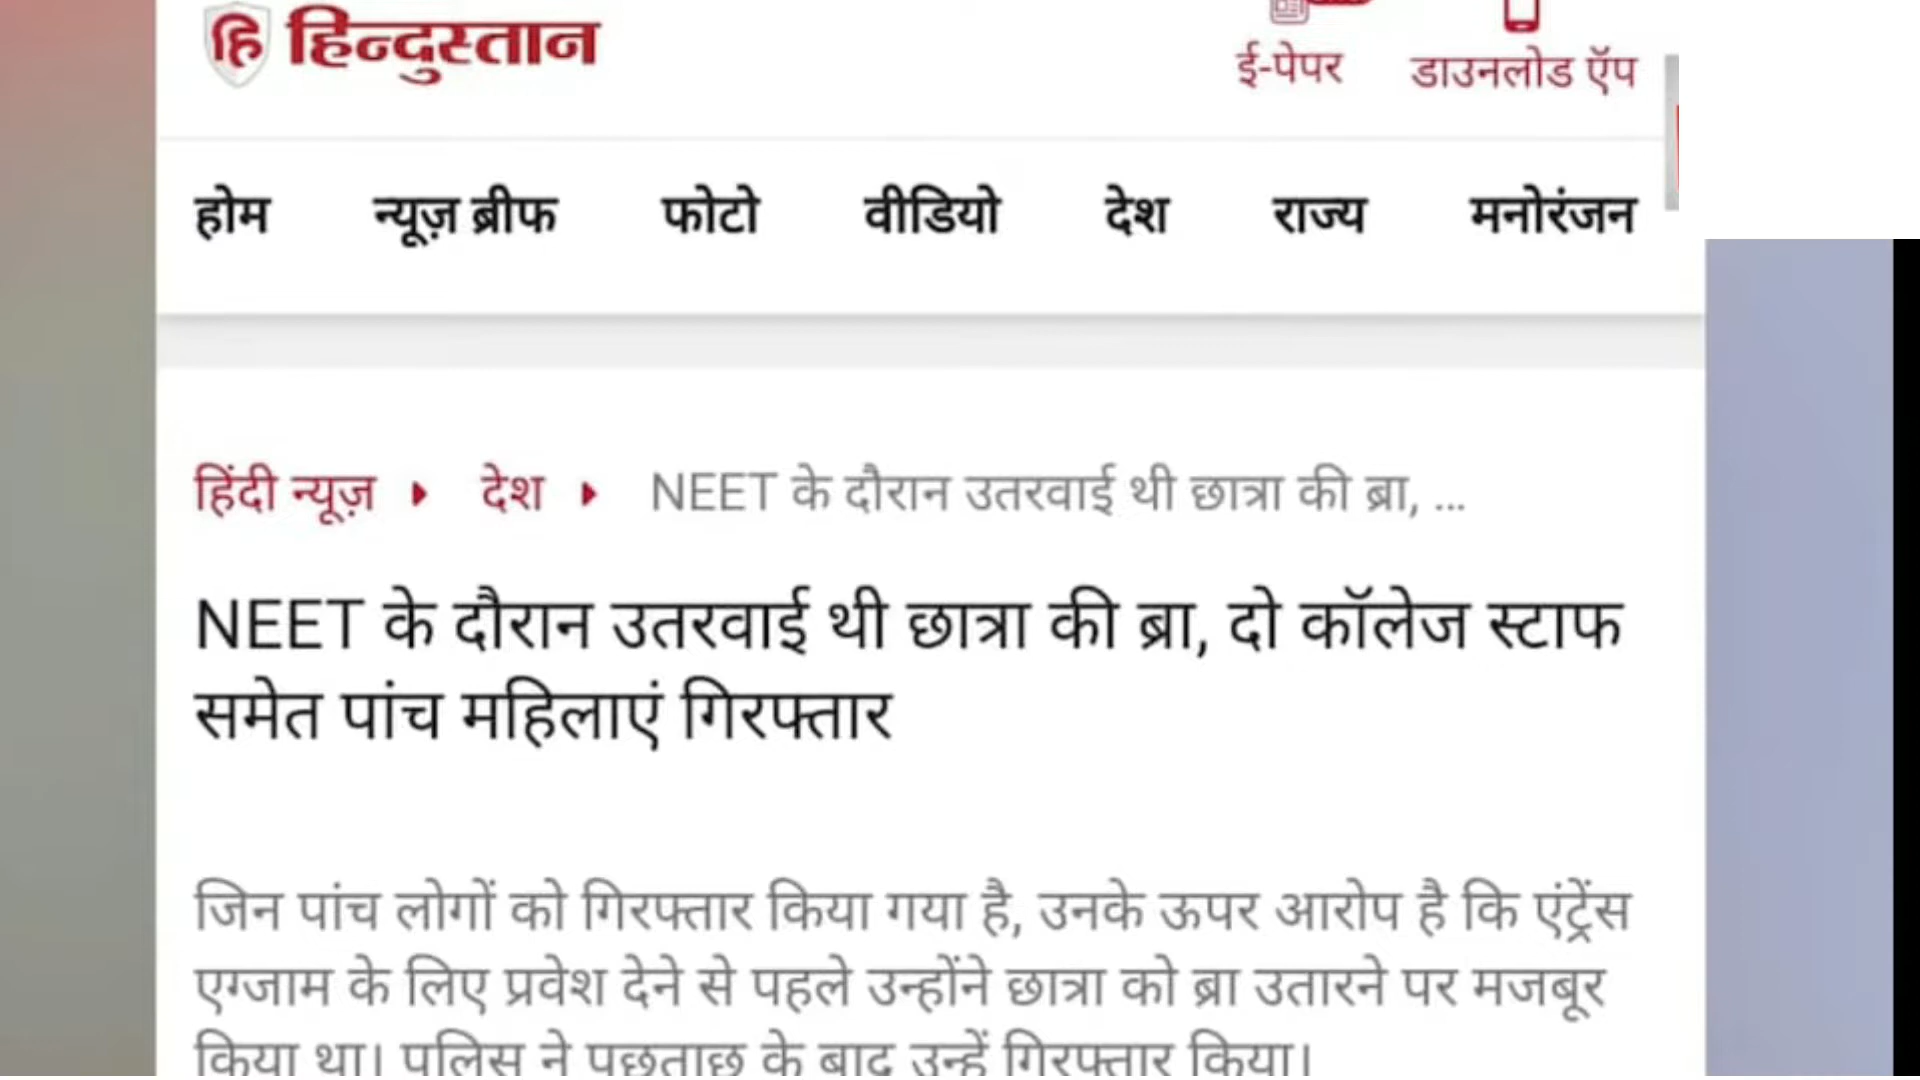 हि हिन्दुस्तान
ई-पेपर डाउनलोड ऍप
होम न्यूज़ ब्रीफ फोटो वीडियो देश राज्य मनोरंजन
हिंदी न्यूज़ देश NEET के दौरान उतरवाई थी छात्रा की ब्रा, ...
NEET के दौरान उतरवाई थी छात्रा की ब्रा, दो कॉलेज स्टाफ
समेत पांच महिलाएं गिरफ्तार
जिन पांच लोगों को गिरफ्तार किया गया है, उनके ऊपर आरोप है कि एंट्रेंस
एग्जाम के लिए प्रवेश देने से पहले उन्होंने छात्रा को ब्रा उतारने पर मजबूर
किया था। पुलिस ने पूछताछ के बाद उन्हें गिरफ्तार किया।